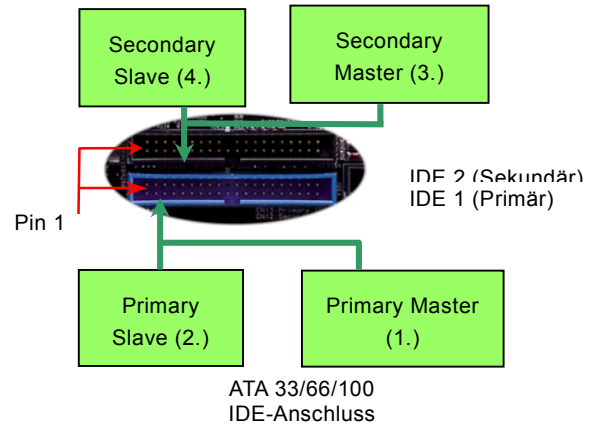 Secondary
Slave (4.)
Secondary
Master (3.)
IDE 2 (Sekundär)
IDE 1 (Primär)
Pin 1
Primary
Slave (2.)
Primary Master
(1.)
ATA 33/66/100
IDE-Anschluss